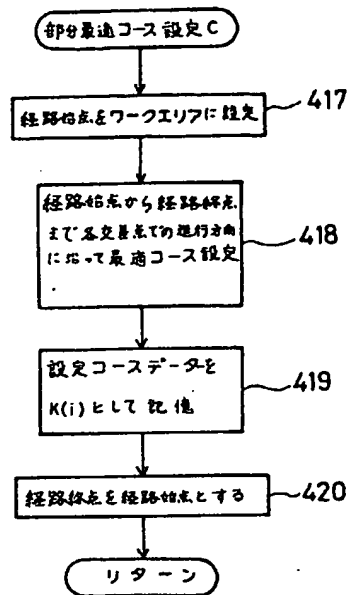 部分最適コース設定C
経路始点をワークエリアに設定
417
経路始点から経路終点
まで各交差点での進行方向
に沿って最適コース設定
.
418
設定コースデーターを
K(i)として記憶
419
経路終点を経路始点とする
420
リターン